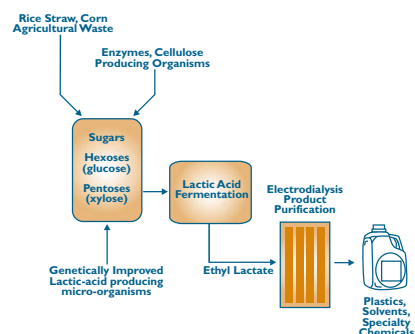 Rice Straw, Corn
Agricultural Waste
Enzymes, Cellulose
Producing Organisms
Sugars
Hexoses
(glucose)
Pentoses
(xylose)
Lactic Acid
Fermentation
Electrodialysis
Product
Purification
Genetically Improved
Lactic-acid producing
micro-organisms
Ethyl Lactate
Plastics,
Solvents,
Specialty
Chemicals